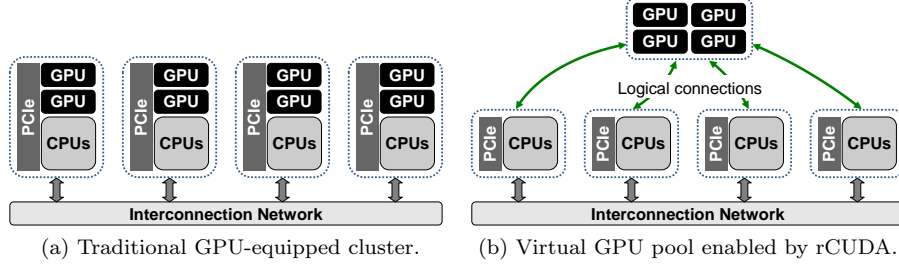 GPU GPU
GPU GPU
Logical connections
PCIe GPU GPU CPUs
PCIe GPU GPU CPUs
PCIe GPU GPU CPUs
PCIe GPU GPU CPUs
PCIe CPUs
PCIe CPUs
PCIe CPUs
PCIe CPUs
Interconnection Network
Interconnection Network
(a) Traditional GPU-equipped cluster.
(b) Virtual GPU pool enabled by rCUDA.